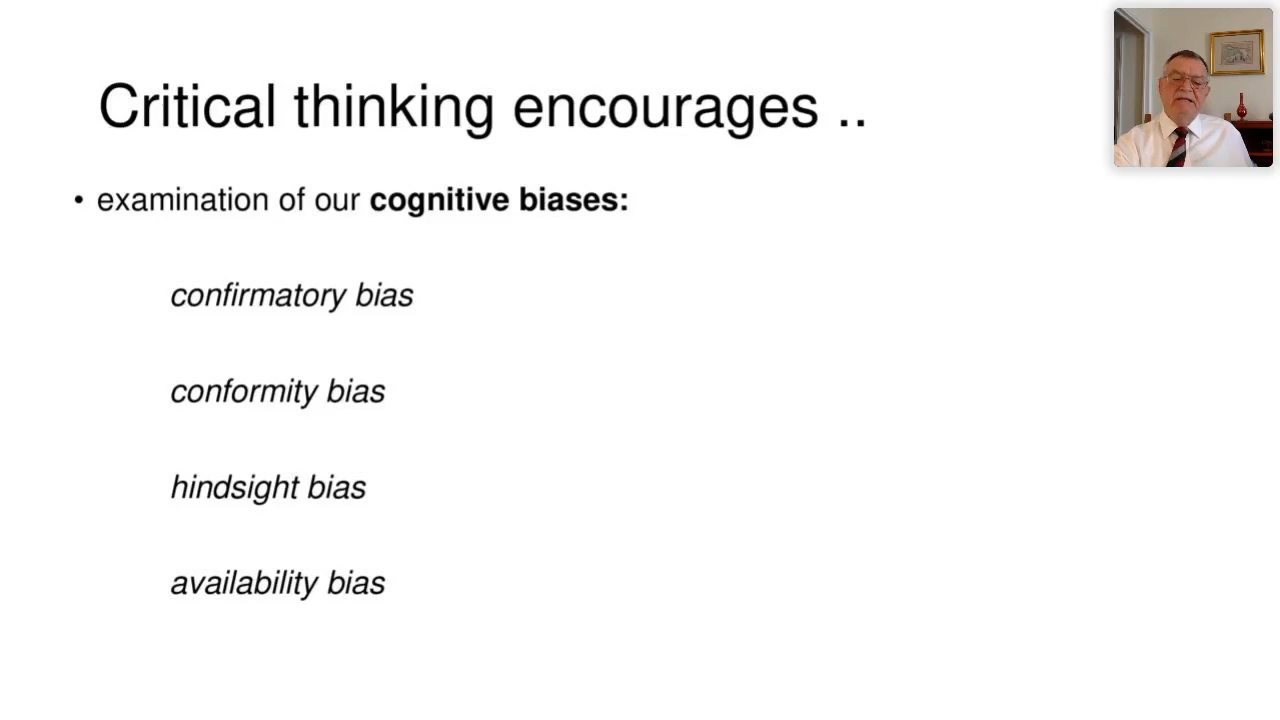 Critical thinking encourages ..
• examination of our cognitive biases:
confirmatory bias
conformity bias
hindsight bias
availability bias